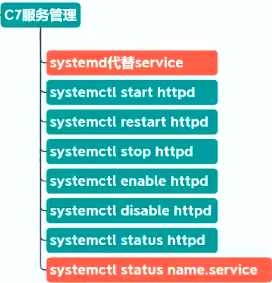 C7服务管理
systemd代替service
systemctl start httpd
systemctl restart httpd
systemctl stop httpd
systemctl enable httpd
systemctl disable httpd
systemctl status httpd
systemctl status name.service